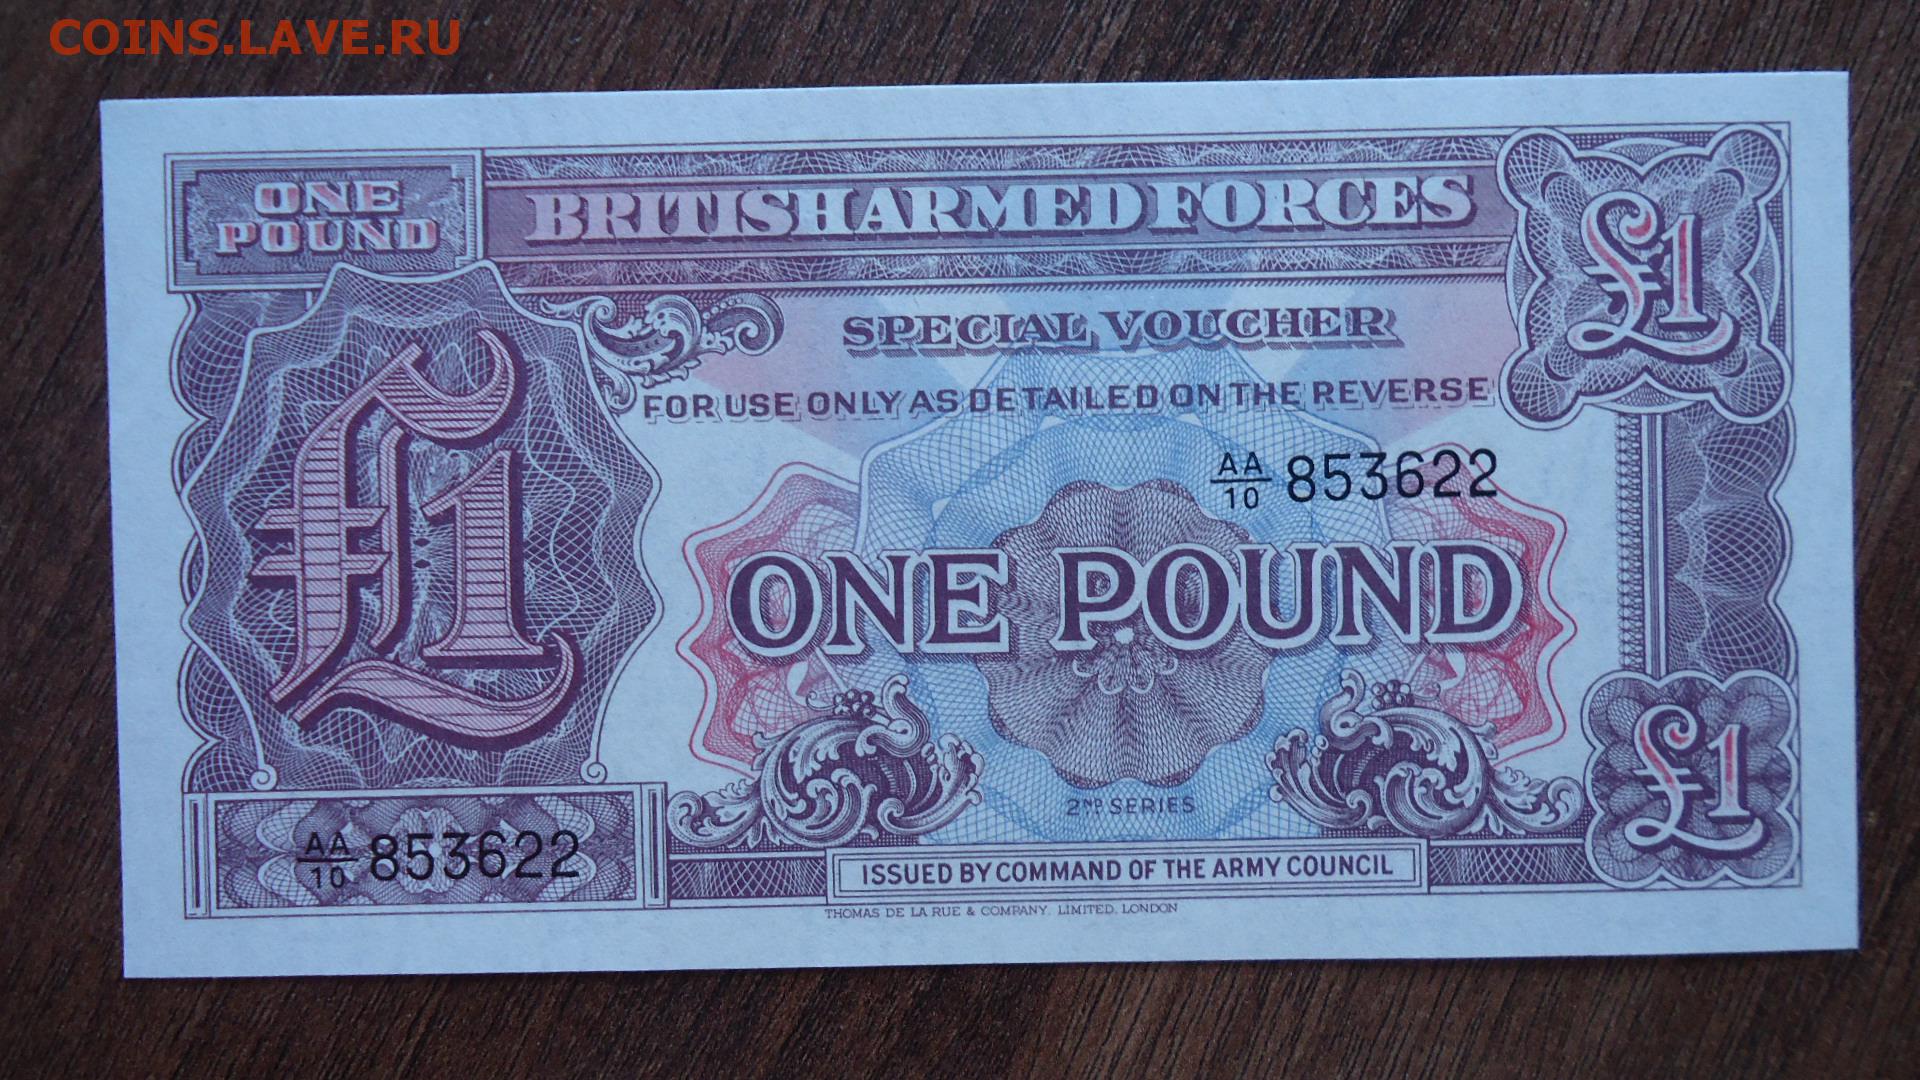 COINS.LAVE.RU
ONE
POUND
BRITISH ARMED FORCES
£1
SPECIAL VOUCHER
FOR USE ONLY AS DETAILED ON THE REVERSE
AA/10 853622
£1
ONE POUND
£1
2ND SERIES
AA/10 853622
ISSUED BY COMMAND OF THE ARMY COUNCIL
THOMAS DE LA RUE & COMPANY, LIMITED, LONDON